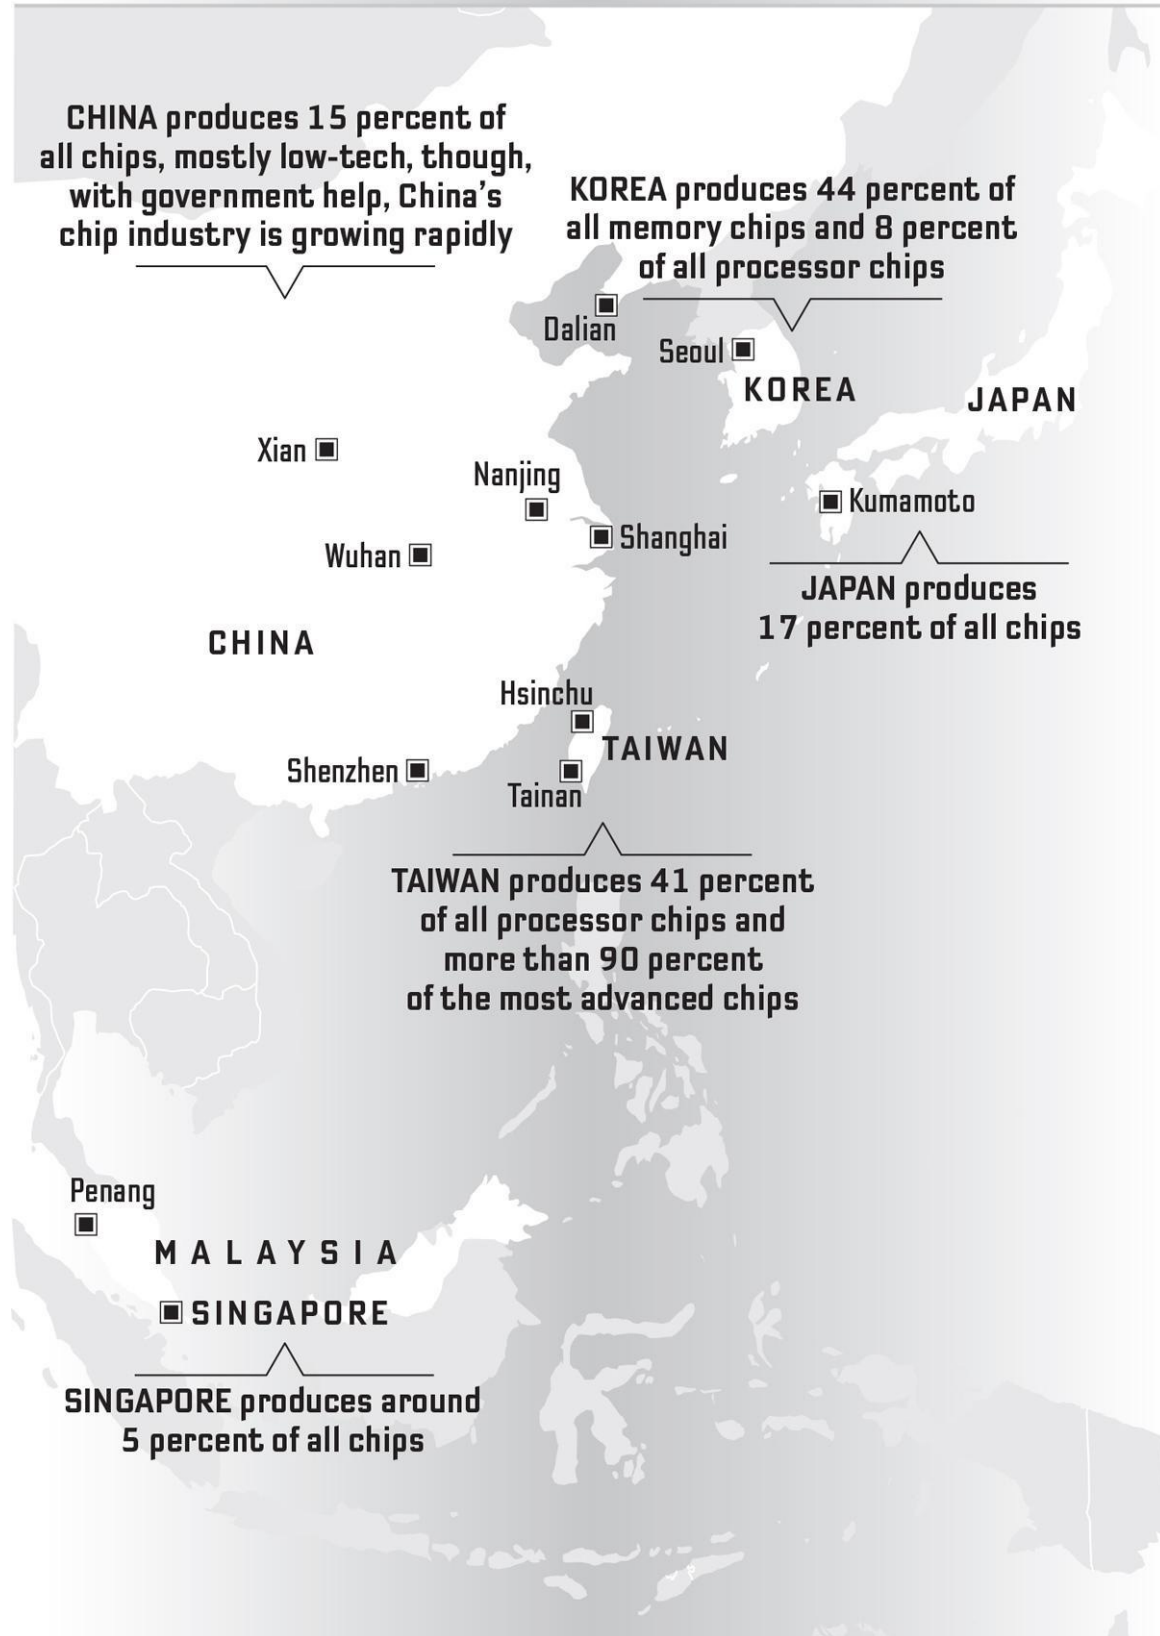 CHINA produces 15 percent of
all chips, mostly low-tech, though,
with government help, China’s
chip industry is growing rapidly
KOREA produces 44 percent of
all memory chips and 8 percent
of all processor chips
Dalian
Seoul
KOREA
JAPAN
Xian
Nanjing
Kumamoto
Shanghai
Wuhan
JAPAN produces
17 percent of all chips
CHINA
Hsinchu
TAIWAN
Shenzhen
Tainan
TAIWAN produces 41 percent
of all processor chips and
more than 90 percent
of the most advanced chips
Penang
MALAYSIA
SINGAPORE
SINGAPORE produces around
5 percent of all chips